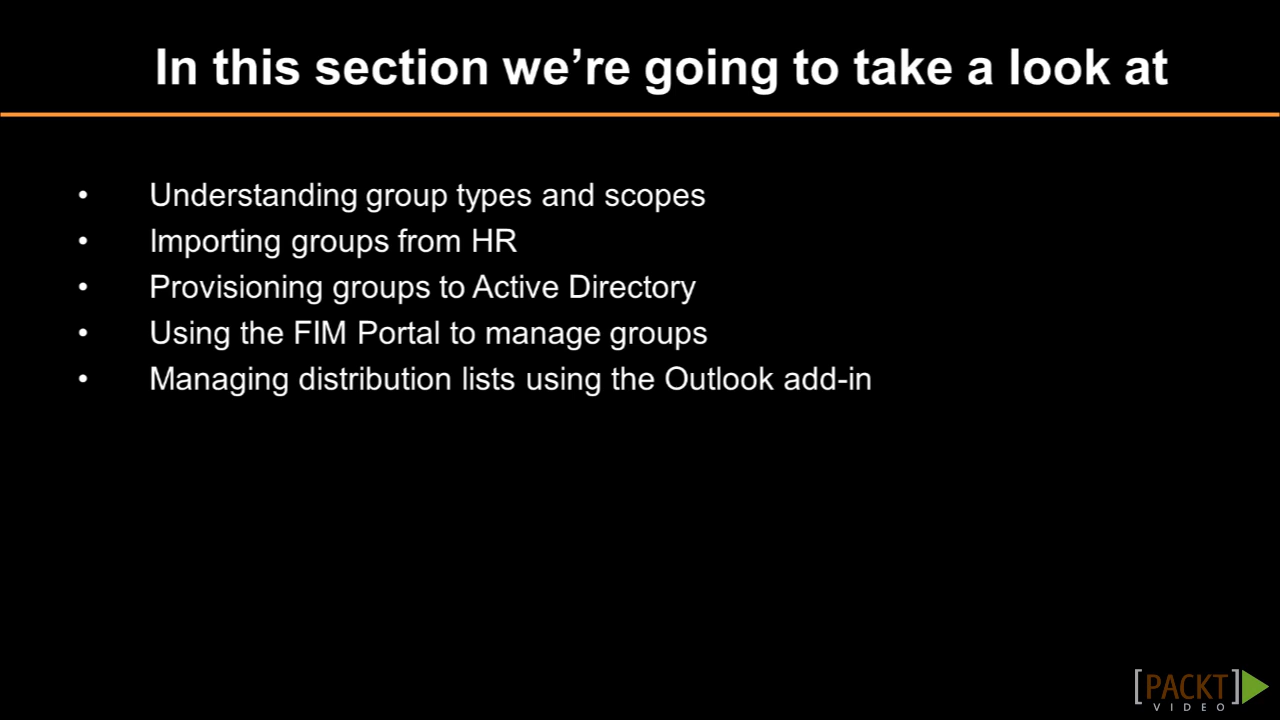 In this section we’re going to take a look at
• Understanding group types and scopes
• Importing groups from HR
• Provisioning groups to Active Directory
• Using the FIM Portal to manage groups
• Managing distribution lists using the Outlook add-in
[PACKT]
VIDEO